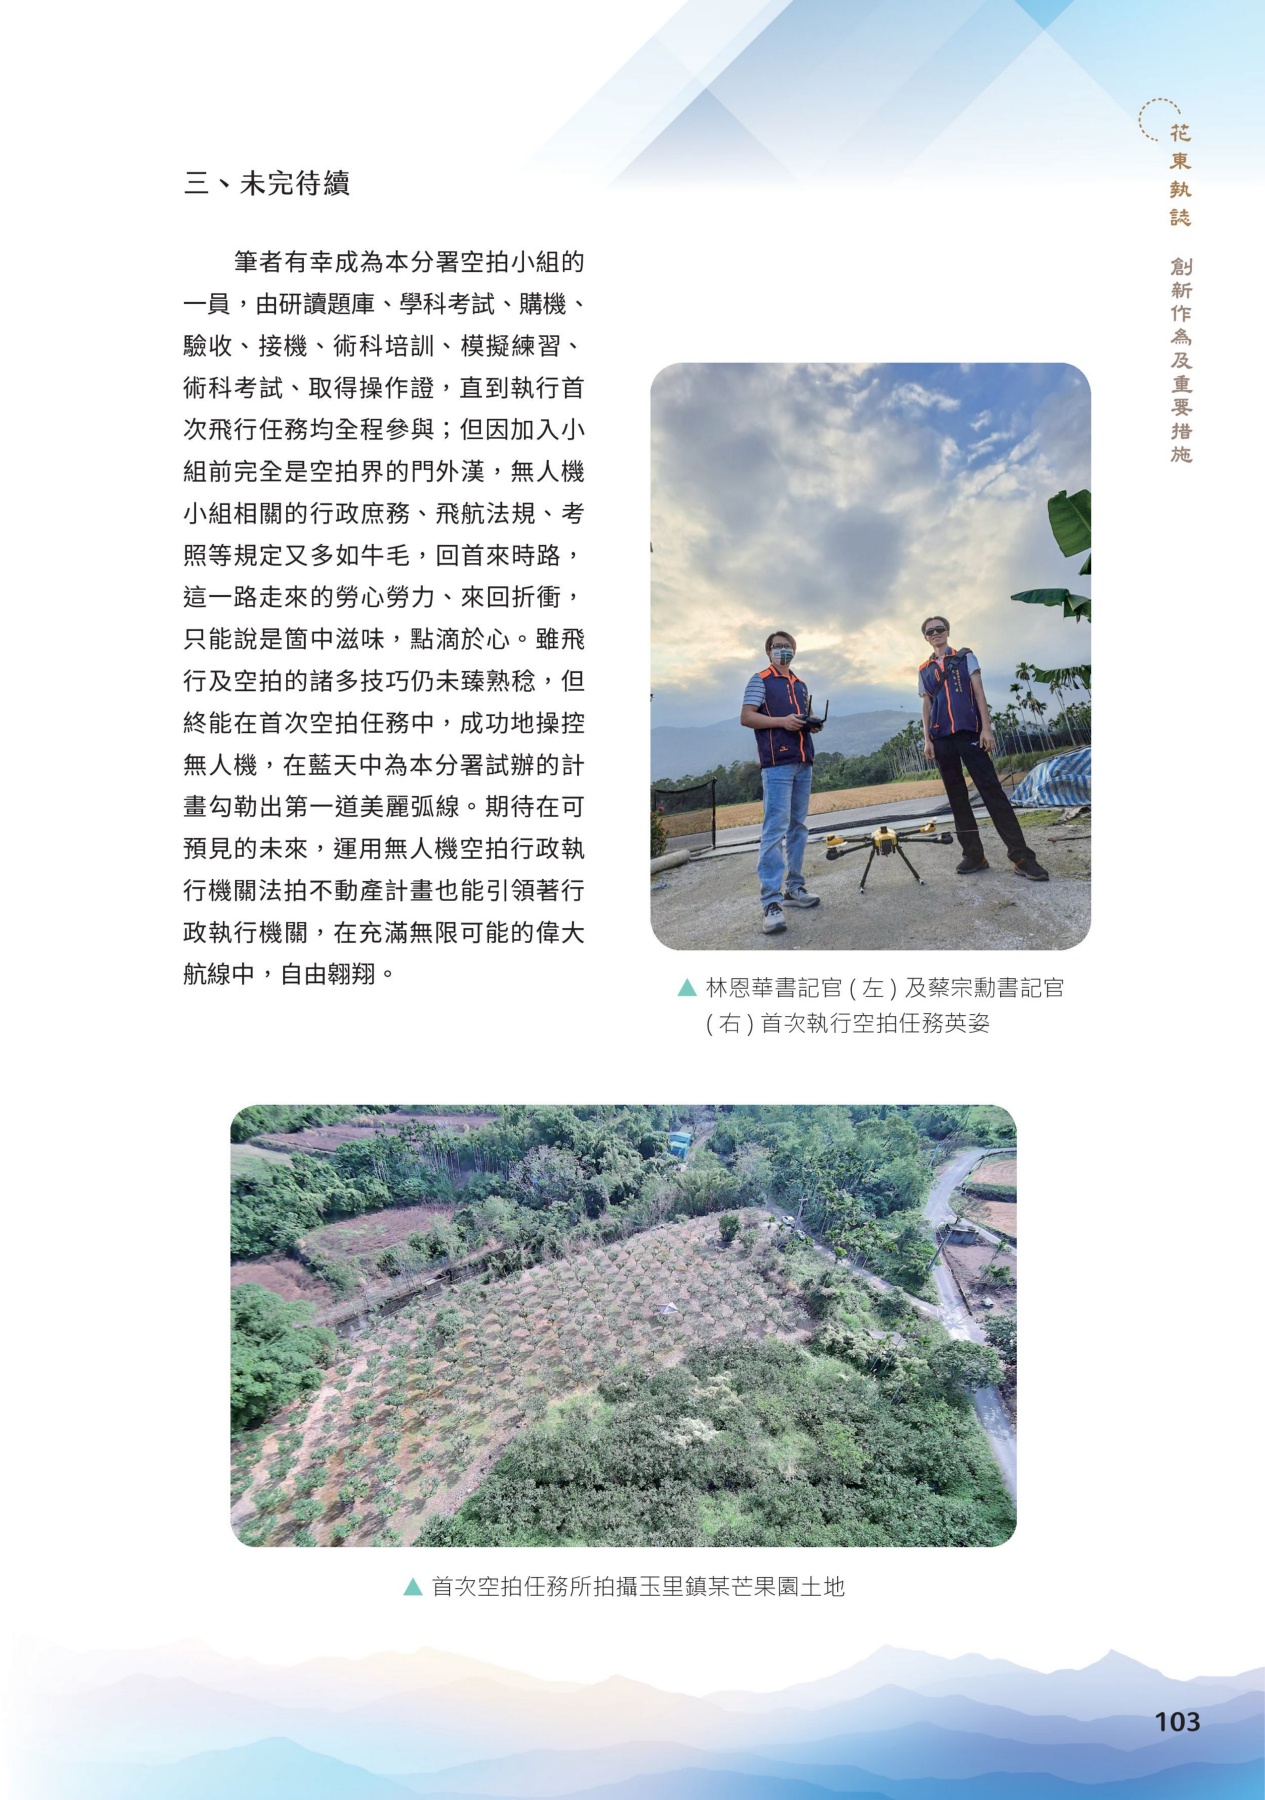 花東執誌 創新作為及重要措施
三、未完待續
筆者有幸成為本分署空拍小組的
一員，由研讀題庫、學科考試、購機、
驗收、接機、術科培訓、模擬練習、
術科考試、取得操作證，直到執行首
次飛行任務均全程參與；但因加入小
組前完全是空拍界的門外漢，無人機
小組相關的行政庶務、飛航法規、考
照等規定又多如牛毛，回首來時路，
這一路走來的勞心勞力、來回折衝，
只能說是箇中滋味，點滴於心。雖飛
行及空拍的諸多技巧仍未臻熟稔，但
終能在首次空拍任務中，成功地操控
無人機，在藍天中為本分署試辦的計
畫勾勒出第一道美麗弧線。期待在可
預見的未來，運用無人機空拍行政執
行機關法拍不動產計畫也能引領著行
政執行機關，在充滿無限可能的偉大
航線中，自由翱翔。
▲ 林恩華書記官 ( 左 ) 及蔡宗勳書記官
( 右 ) 首次執行空拍任務英姿
▲ 首次空拍任務所拍攝玉里鎮某芒果園土地
103